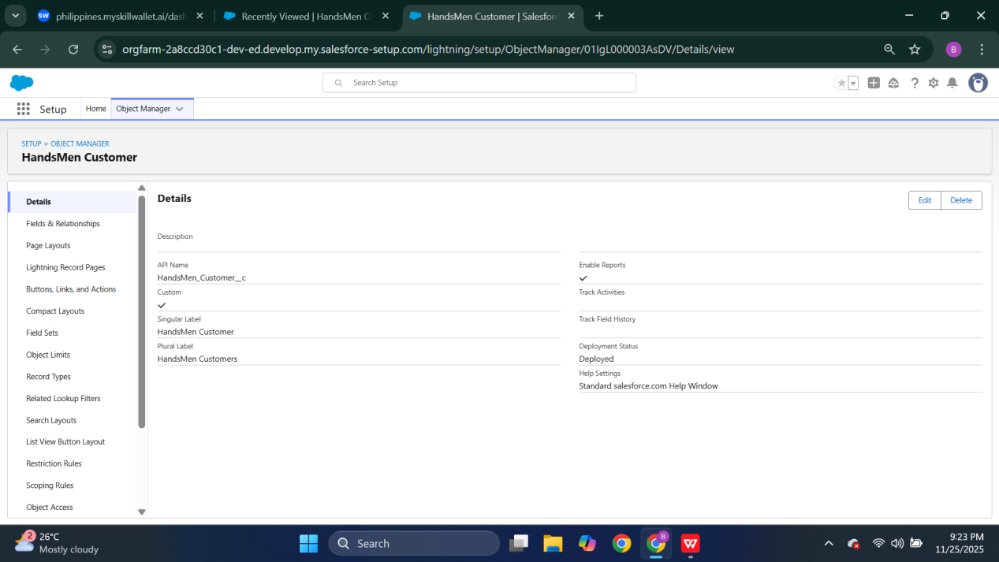 SW philippines.myskillwallet.ai/dash
Recently Viewed | HandsMen C
HandsMen Customer | Salesforc
orgfarm-2a8ccd30c1-dev-ed.develop.my.salesforce-setup.com/lightning/setup/ObjectManager/01IgL000003AsDV/Details/view
B
Search Setup
Setup
Home
Object Manager
SETUP > OBJECT MANAGER
HandsMen Customer
Details
Fields & Relationships
Page Layouts
Lightning Record Pages
Buttons, Links, and Actions
Compact Layouts
Field Sets
Object Limits
Record Types
Related Lookup Filters
Search Layouts
List View Button Layout
Restriction Rules
Scoping Rules
Object Access
Details
Edit
Delete
Description
API Name
HandsMen_Customer__c
Custom
Singular Label
HandsMen Customer
Plural Label
HandsMen Customers
Enable Reports
Track Activities
Track Field History
Deployment Status
Deployed
Help Settings
Standard salesforce.com Help Window
2
26°C
Mostly cloudy
Search
B
W
9:23 PM
11/25/2025